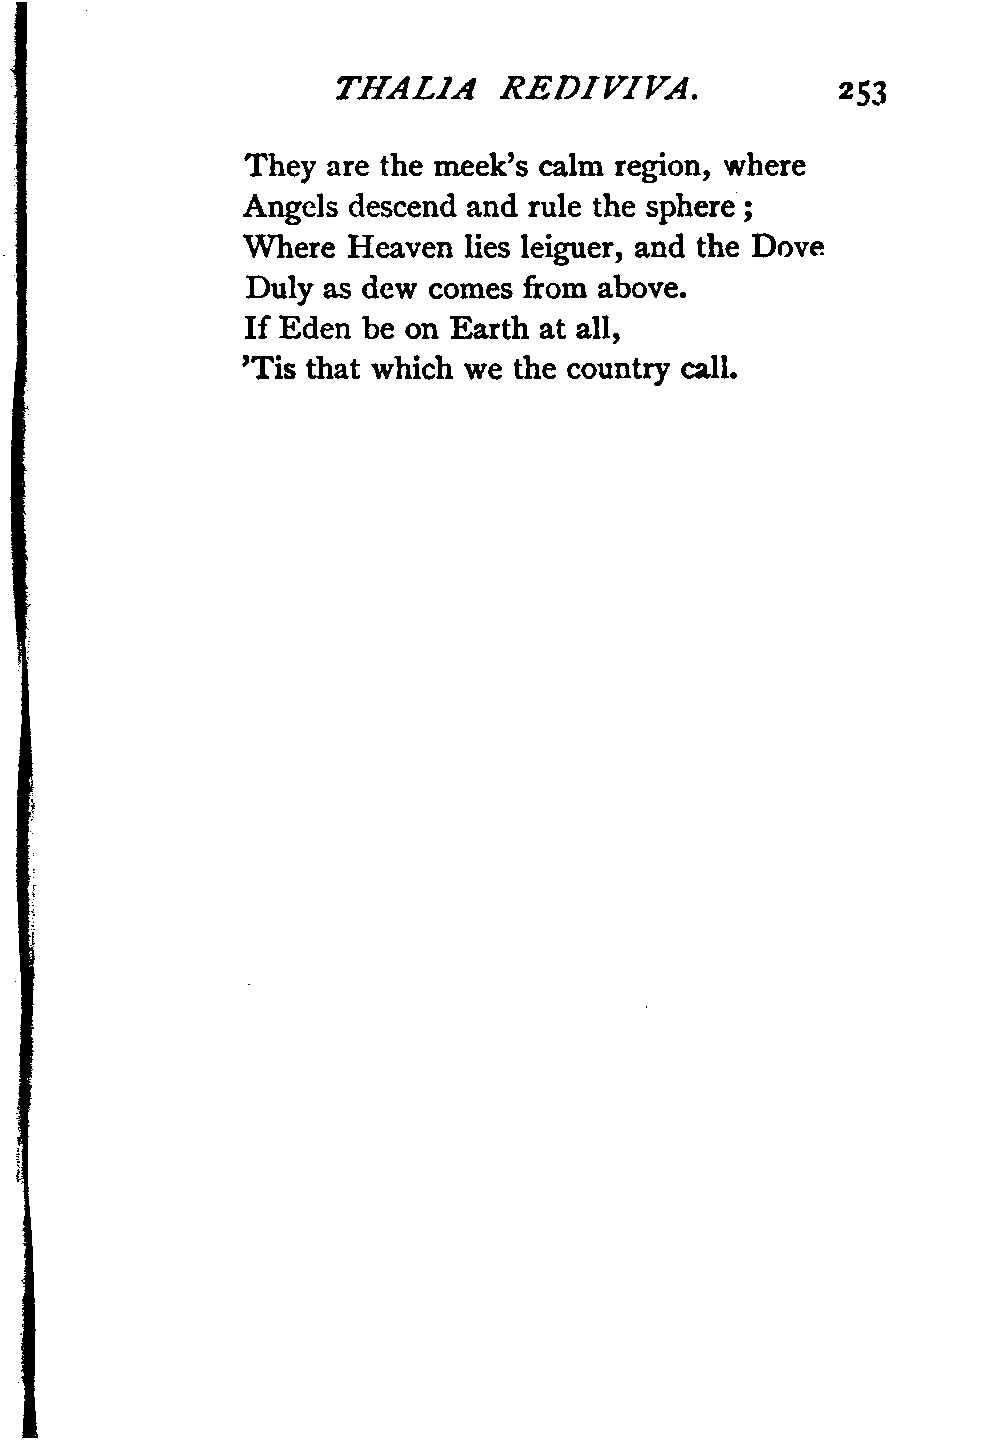 THALIA REDIVIVA. 253
They are the meek's calm region, where
Angels descend and rule the sphere ;
Where Heaven lies leiguer, and the Dove
Duly as dew comes from above.
If Eden be on Earth at all,
’Tis that which we the country call.